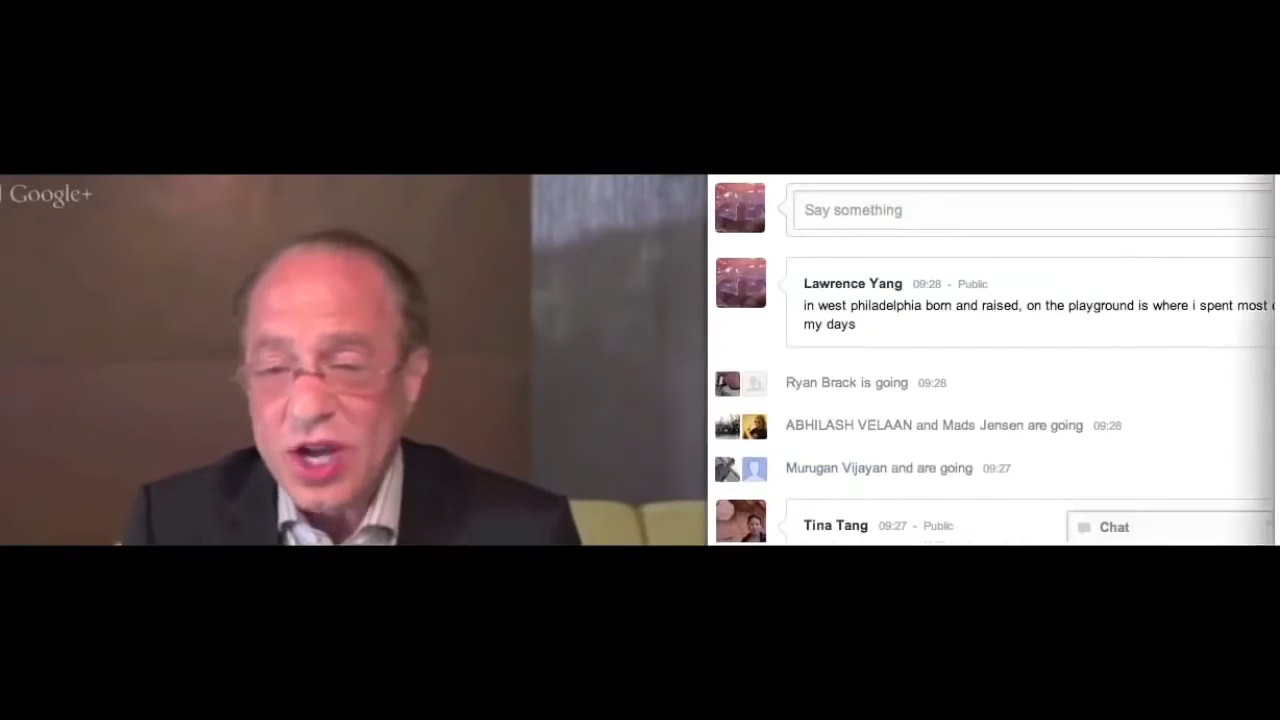 Google+
Say something
Lawrence Yang 09:28 - Public
in west philadelphia born and raised, on the playground is where i spent most
my days
Ryan Brack is going 09:28
ABHILASH VELAAN and Mads Jensen are going 09:28
Murugan Vijayan and are going 09:27
Tina Tang 09:27 - Public
Chat